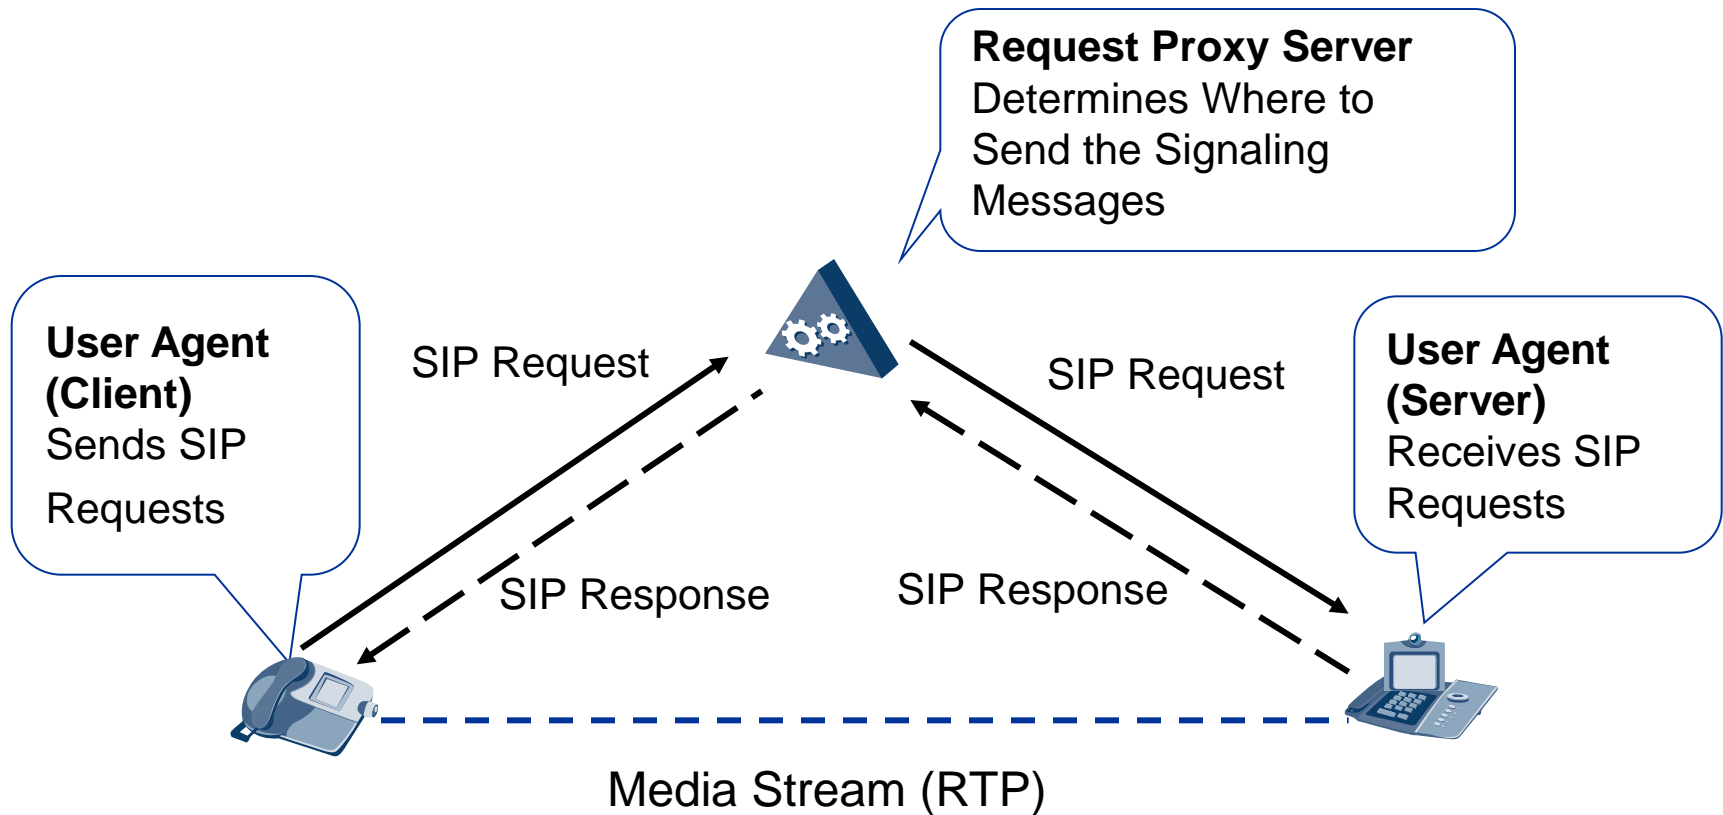 Request Proxy Server
Determines Where to
Send the Signaling
Messages
User Agent
(Client)
Sends SIP
Requests
SIP Request
SIP Request
User Agent
(Server)
Receives SIP
Requests
SIP Response
SIP Response
Media Stream (RTP)